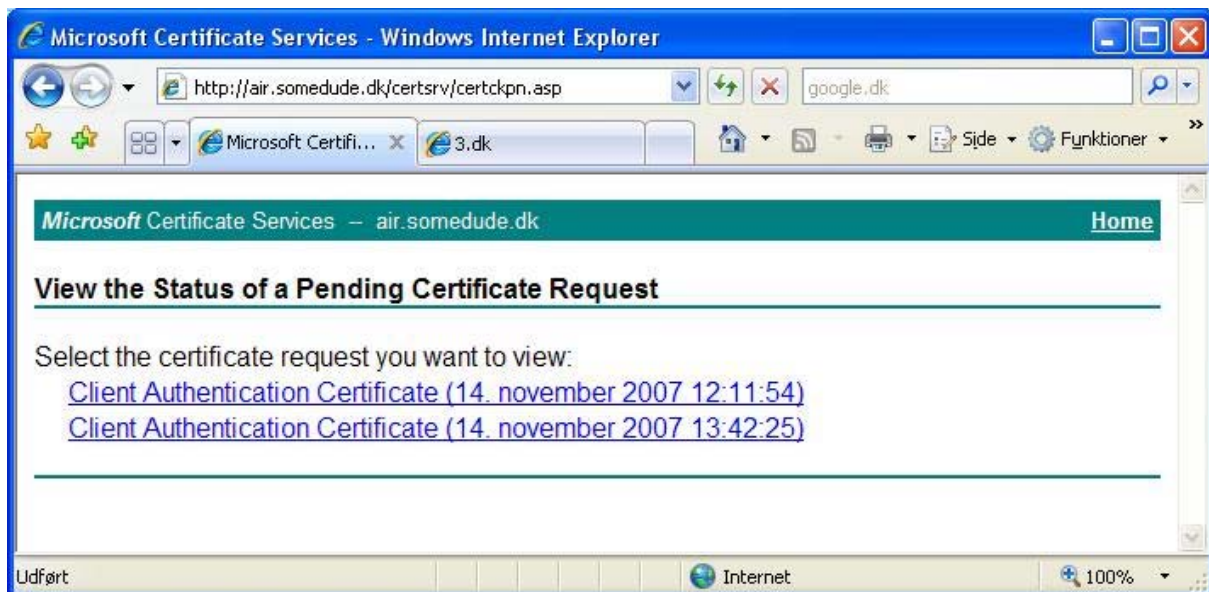 Microsoft Certificate Services - Windows Internet Explorer
http://air.somedude.dk/certsrv/certckpn.asp google.dk
Microsoft Certifi... 3.dk Side Funktioner »
Microsoft Certificate Services -- air.somedude.dk Home
View the Status of a Pending Certificate Request
Select the certificate request you want to view:
Client Authentication Certificate (14. november 2007 12:11:54)
Client Authentication Certificate (14. november 2007 13:42:25)
Udført Internet 100%